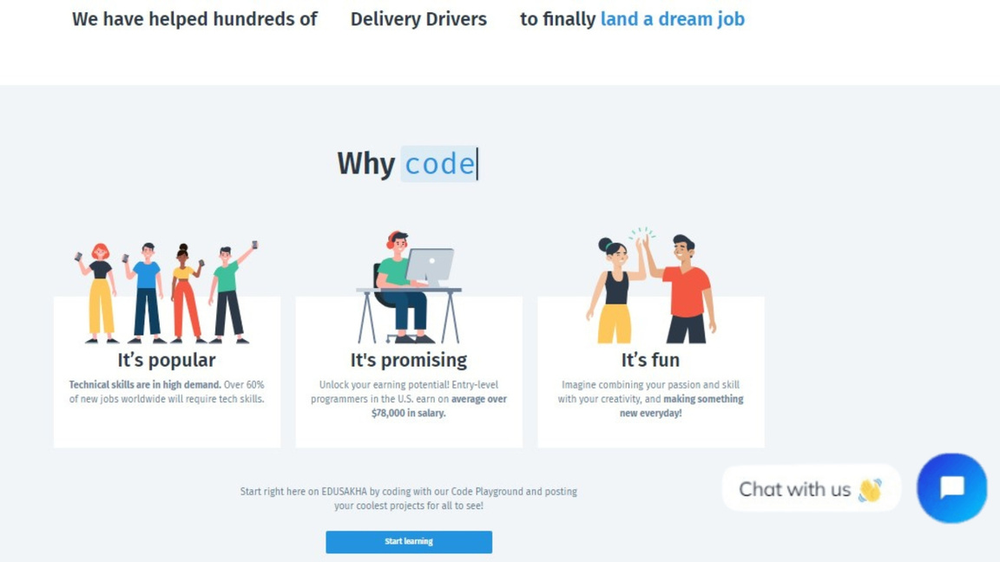 We have helped hundreds of Delivery Drivers to finally land a dream job
Why code
It’s popular
Technical skills are in high demand. Over 60%
of new jobs worldwide will require tech skills.
It's promising
Unlock your earning potential! Entry-level
programmers in the U.S. earn on average over
$78,000 in salary.
It’s fun
Imagine combining your passion and skill
with your creativity, and making something
new everyday!
Start right here on EDUSAKHA by coding with our Code Playground and posting
your coolest projects for all to see!
Chat with us 👋
Start learning